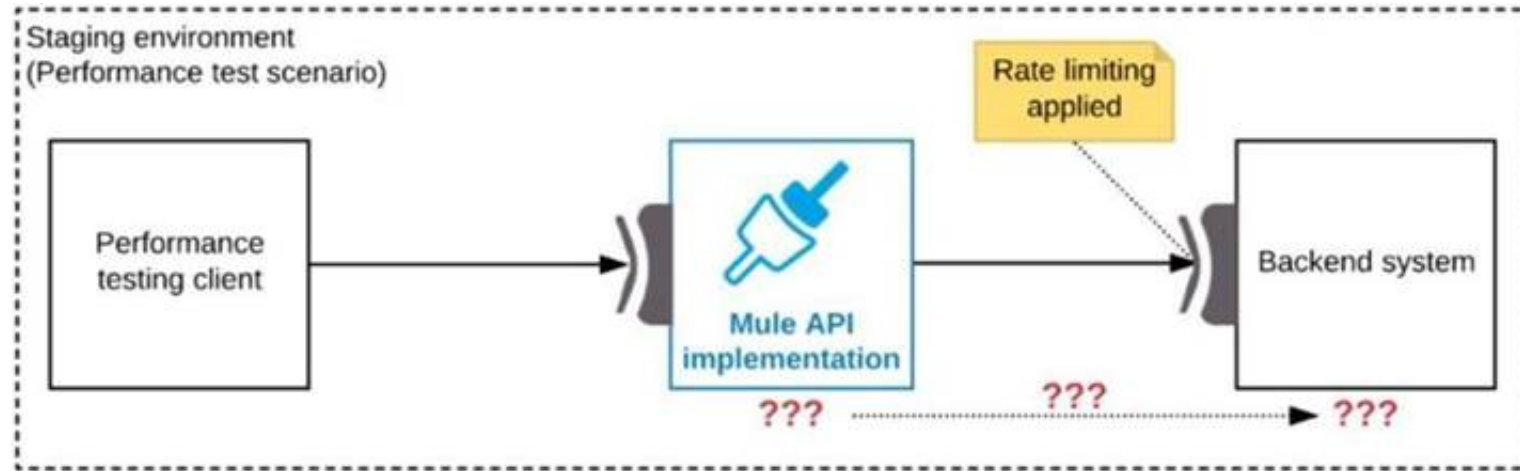 Staging environment
(Performance test scenario)
Rate limiting
applied
Performance
testing client
Mule API
implementation
Backend system
???
???
???